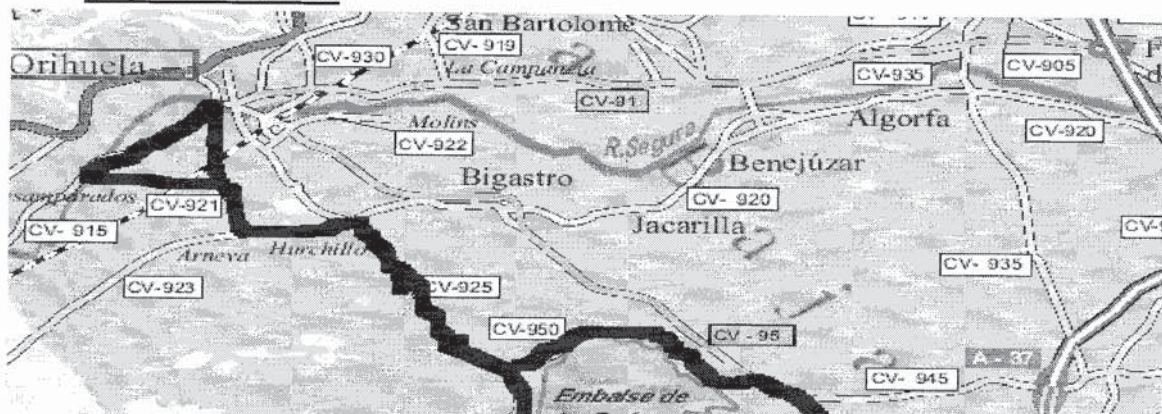 San Bartolomé
CV-930
CV-919
Orihuela
La Campaneta
CV-935
CV-905
F
CV-91
Molins
CV-922
R.Segura
Algorfa
CV-920
Benejúzar
Bigastro
CV-921
CV- 920
CV- 915
Jacarilla
Arneva
Hurchillo
CV- 935
CV-923
CV-925
CV-950
CV - 95
A - 37
CV- 945
Embalse de